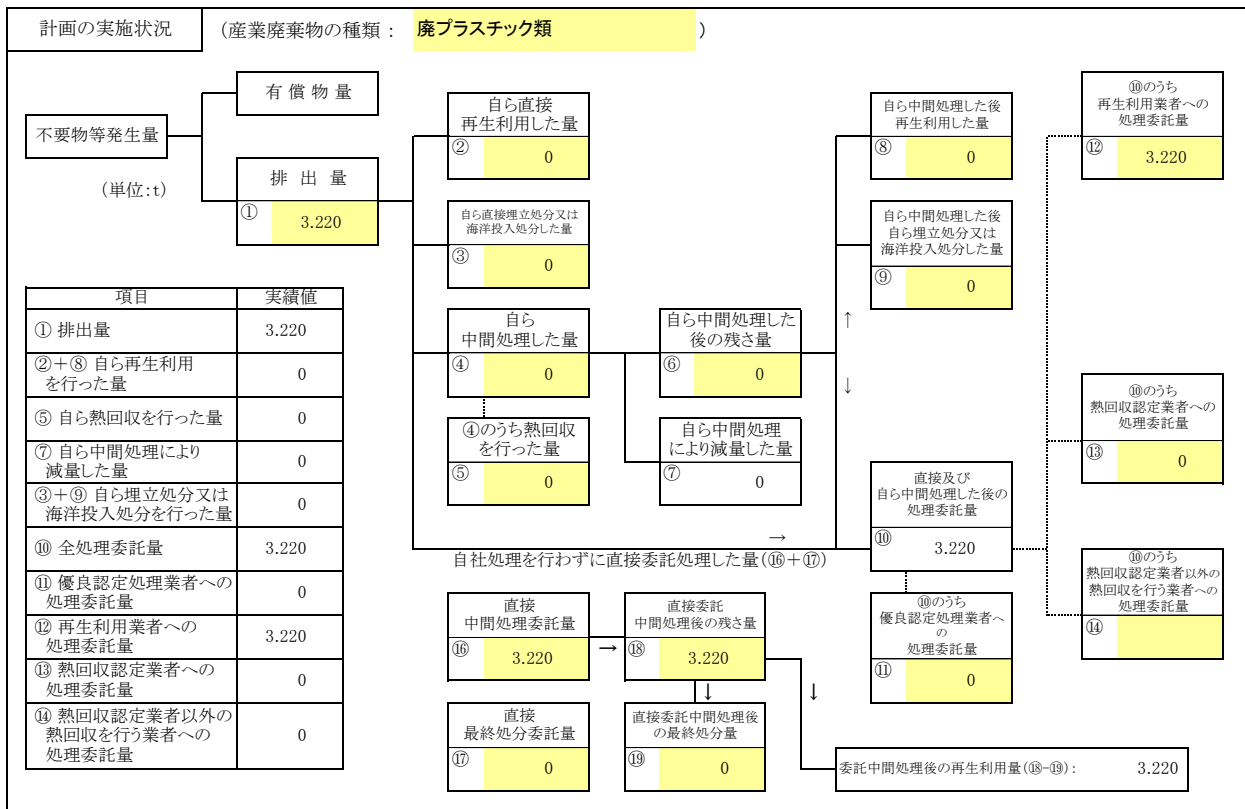 計画の実施状況 (産業廃棄物の種類： 廃プラスチック類 )
有償物量
不要物等発生量
(単位:t)
排出量
① 3.220
自ら直接
再生利用した量
② 0
自ら直接埋立処分又は
海洋投入処分した量
③ 0
自ら
中間処理した量
④ 0
④のうち熱回収
を行った量
⑤ 0
自ら中間処理した
後の残さ量
⑥ 0
自ら中間処理
により減量した量
⑦ 0
自ら中間処理した後
再生利用した量
⑧ 0
自ら中間処理した後
自ら埋立処分又は
海洋投入処分した量
⑨ 0
↑
↓
直接及び
自ら中間処理した後の
処理委託量
⑩ 3.220
→
自社処理を行わずに直接委託処理した量(⑯＋⑰)
⑩のうち
優良認定処理業者へ
の
処理委託量
⑪ 0
⑩のうち
再生利用業者への
処理委託量
⑫ 3.220
⑩のうち
熱回収認定業者への
処理委託量
⑬ 0
⑩のうち
熱回収認定業者以外の
熱回収を行う業者への
処理委託量
⑭
直接
中間処理委託量
⑯ 3.220
→
直接委託
中間処理後の残さ量
⑱ 3.220
↓ ↓
直接
最終処分委託量
⑰ 0
直接委託中間処理後
の最終処分量
⑲ 0
委託中間処理後の再生利用量(⑱-⑲)： 3.220
項目 実績値
① 排出量 3.220
②＋⑧ 自ら再生利用
を行った量 0
⑤ 自ら熱回収を行った量 0
⑦ 自ら中間処理により
減量した量 0
③＋⑨ 自ら埋立処分又は
海洋投入処分を行った量 0
⑩ 全処理委託量 3.220
⑪ 優良認定処理業者への
処理委託量 0
⑫ 再生利用業者への
処理委託量 3.220
⑬ 熱回収認定業者への
処理委託量 0
⑭ 熱回収認定業者以外の
熱回収を行う業者への
処理委託量 0